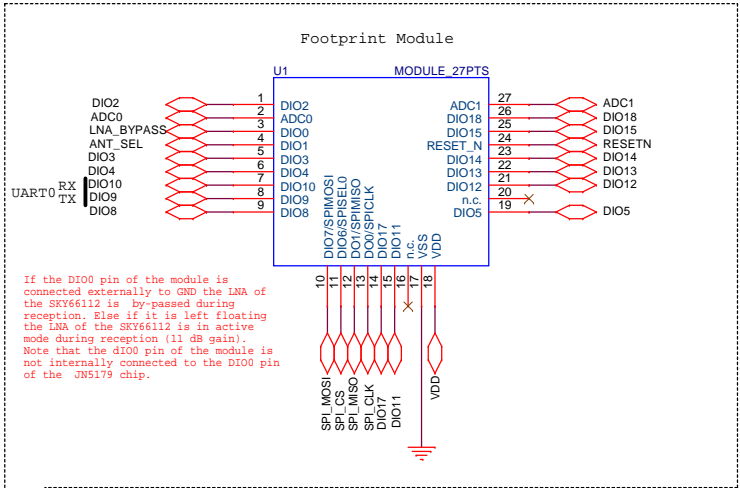 Footprint Module
U1 MODULE_27PTS
DIO2 1 DIO2 ADC1 27 ADC1
ADC0 2 ADC0 DIO18 26 DIO18
LNA_BYPASS 3 DIO0 DIO15 25 DIO15
ANT_SEL 4 DIO1 RESET_N 24 RESETN
DIO3 5 DIO3 DIO14 23 DIO14
DIO4 6 DIO4 DIO13 22 DIO13
UART0 RX DIO10 7 DIO10 DIO12 21 DIO12
TX DIO9 8 DIO9 n.c. 20
DIO8 9 DIO8 DIO5 19 DIO5
DIO7/SPIMOSI
DIO6/SPISEL0
DO1/SPIMISO
DO0/SPICLK
DIO17
DIO11
n.c.
VSS
VDD
10
11
12
13
14
15
16
17
18
SPI_MOSI
SPI_CS
SPI_MISO
SPI_CLK
DIO17
DIO11
VDD
If the DIO0 pin of the module is
connected externally to GND the LNA of
the SKY66112 is by-passed during
reception. Else if it is left floating
the LNA of the SKY66112 is in active
mode during reception (11 dB gain).
Note that the dIO0 pin of the module is
not internally connected to the DIO0 pin
of the JN5179 chip.